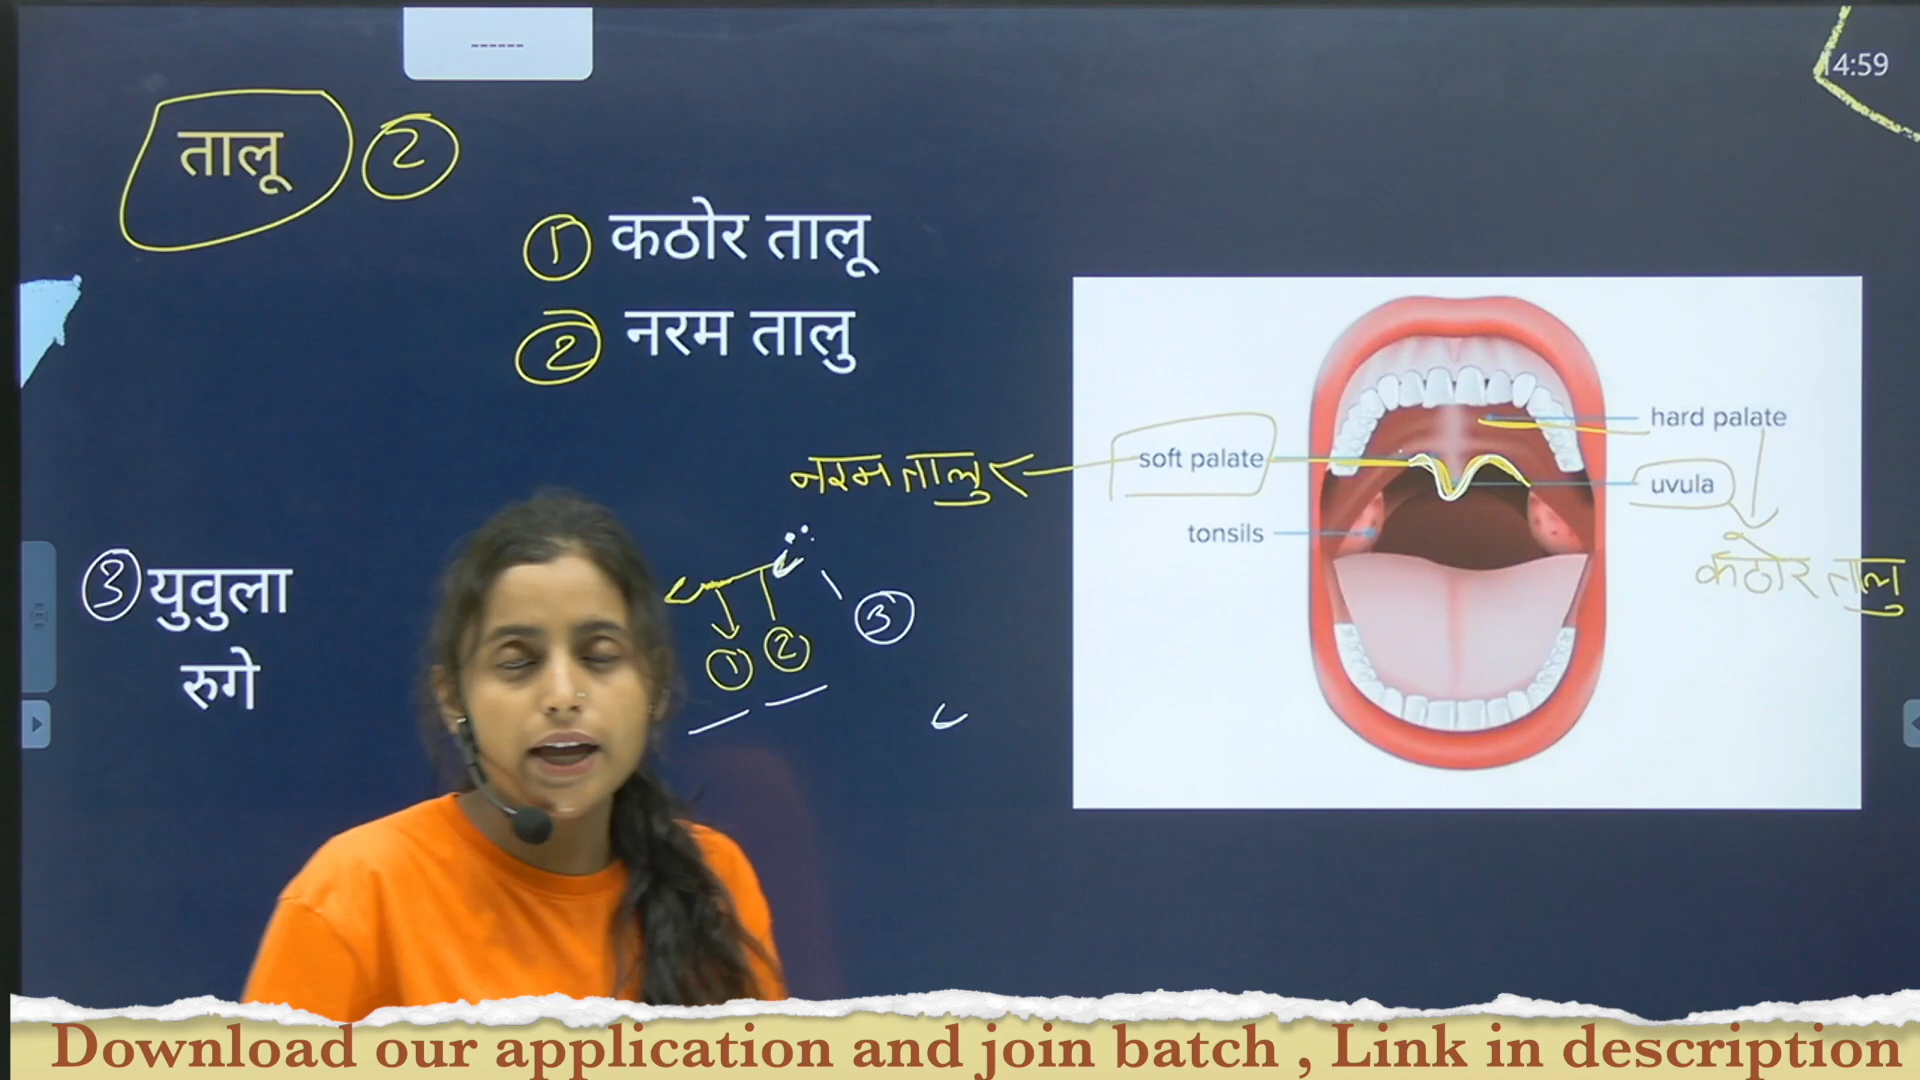 ------
14:59
तालू 2
1 कठोर तालू
2 नरम तालु
hard palate
नरम तालु soft palate
uvula
tonsils
कठोर तालु
3 युवुला
रुगे
1 2 3
Download our application and join batch , Link in description